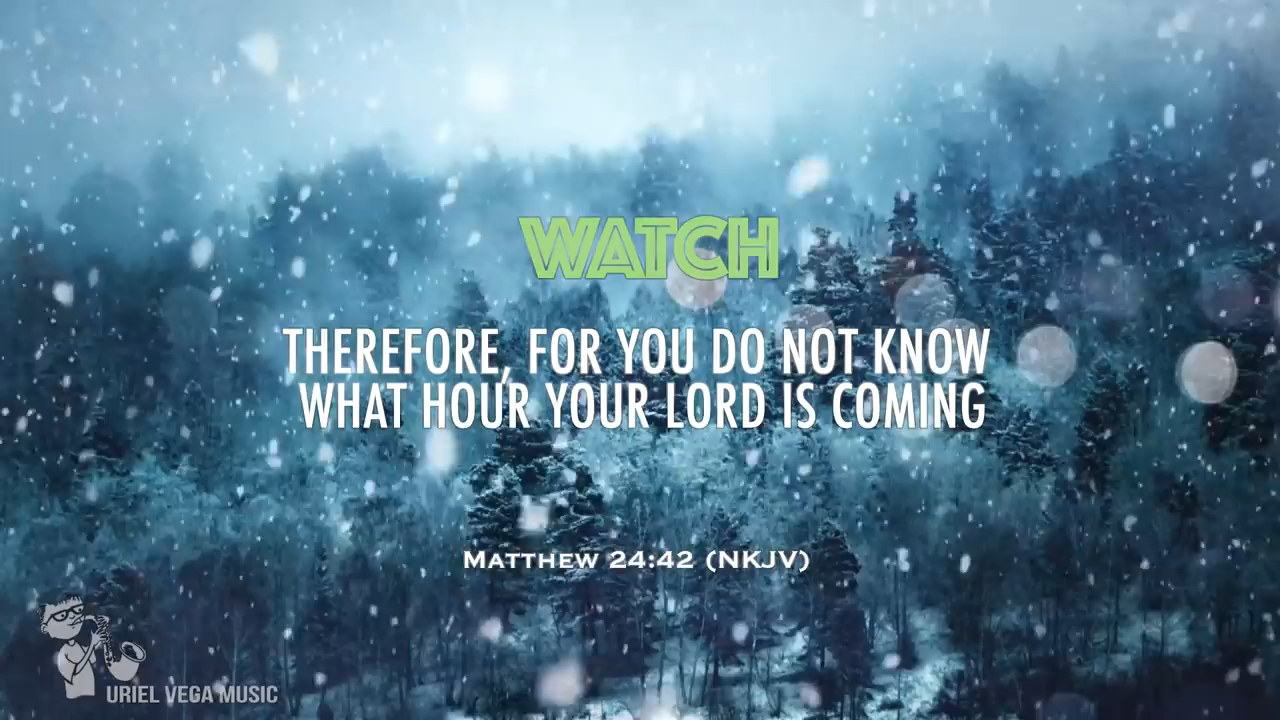 WATCH
THEREFORE, FOR YOU DO NOT KNOW
WHAT HOUR YOUR LORD IS COMING
Matthew 24:42 (NKJV)
URIEL VEGA MUSIC